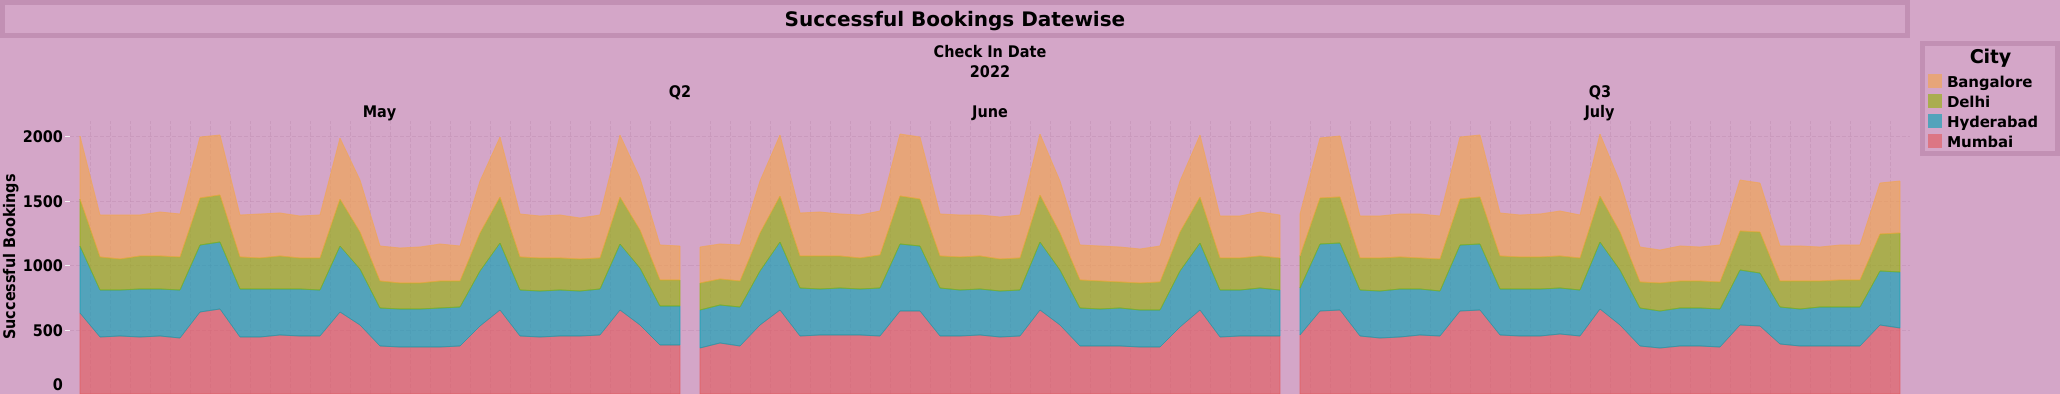 Successful Bookings Datewise
Check In Date
2022
Q2
Q3
May
June
July
Successful Bookings
2000
1500
1000
500
0
City
Bangalore
Delhi
Hyderabad
Mumbai